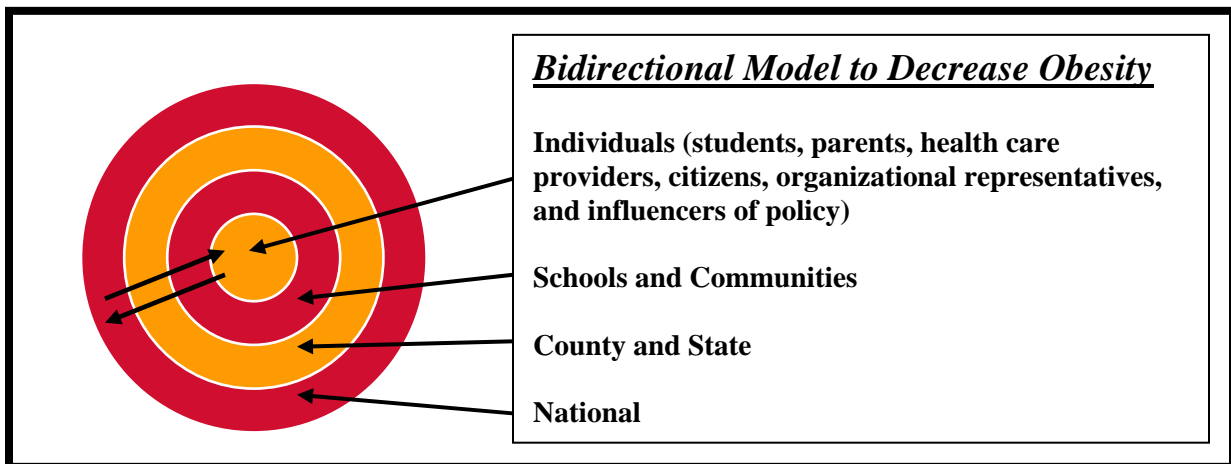 Bidirectional Model to Decrease Obesity
Individuals (students, parents, health care
providers, citizens, organizational representatives,
and influencers of policy)
Schools and Communities
County and State
National